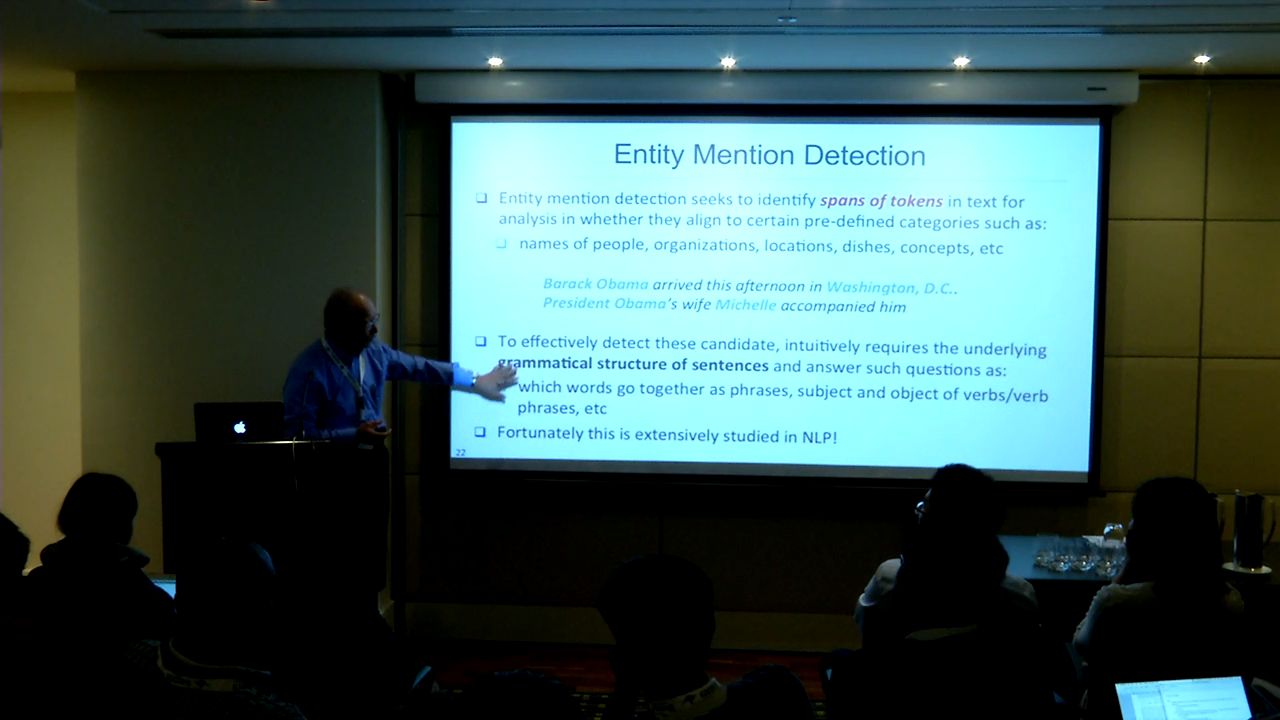 Entity Mention Detection
Entity mention detection seeks to identify spans of tokens in text for
analysis in whether they align to certain pre-defined categories such as:
names of people, organizations, locations, dishes, concepts, etc
Barack Obama arrived this afternoon in Washington, D.C..
President Obama's wife Michelle accompanied him
To effectively detect these candidate, intuitively requires the underlying
grammatical structure of sentences and answer such questions as:
which words go together as phrases, subject and object of verbs/verb
phrases, etc
Fortunately this is extensively studied in NLP!
22